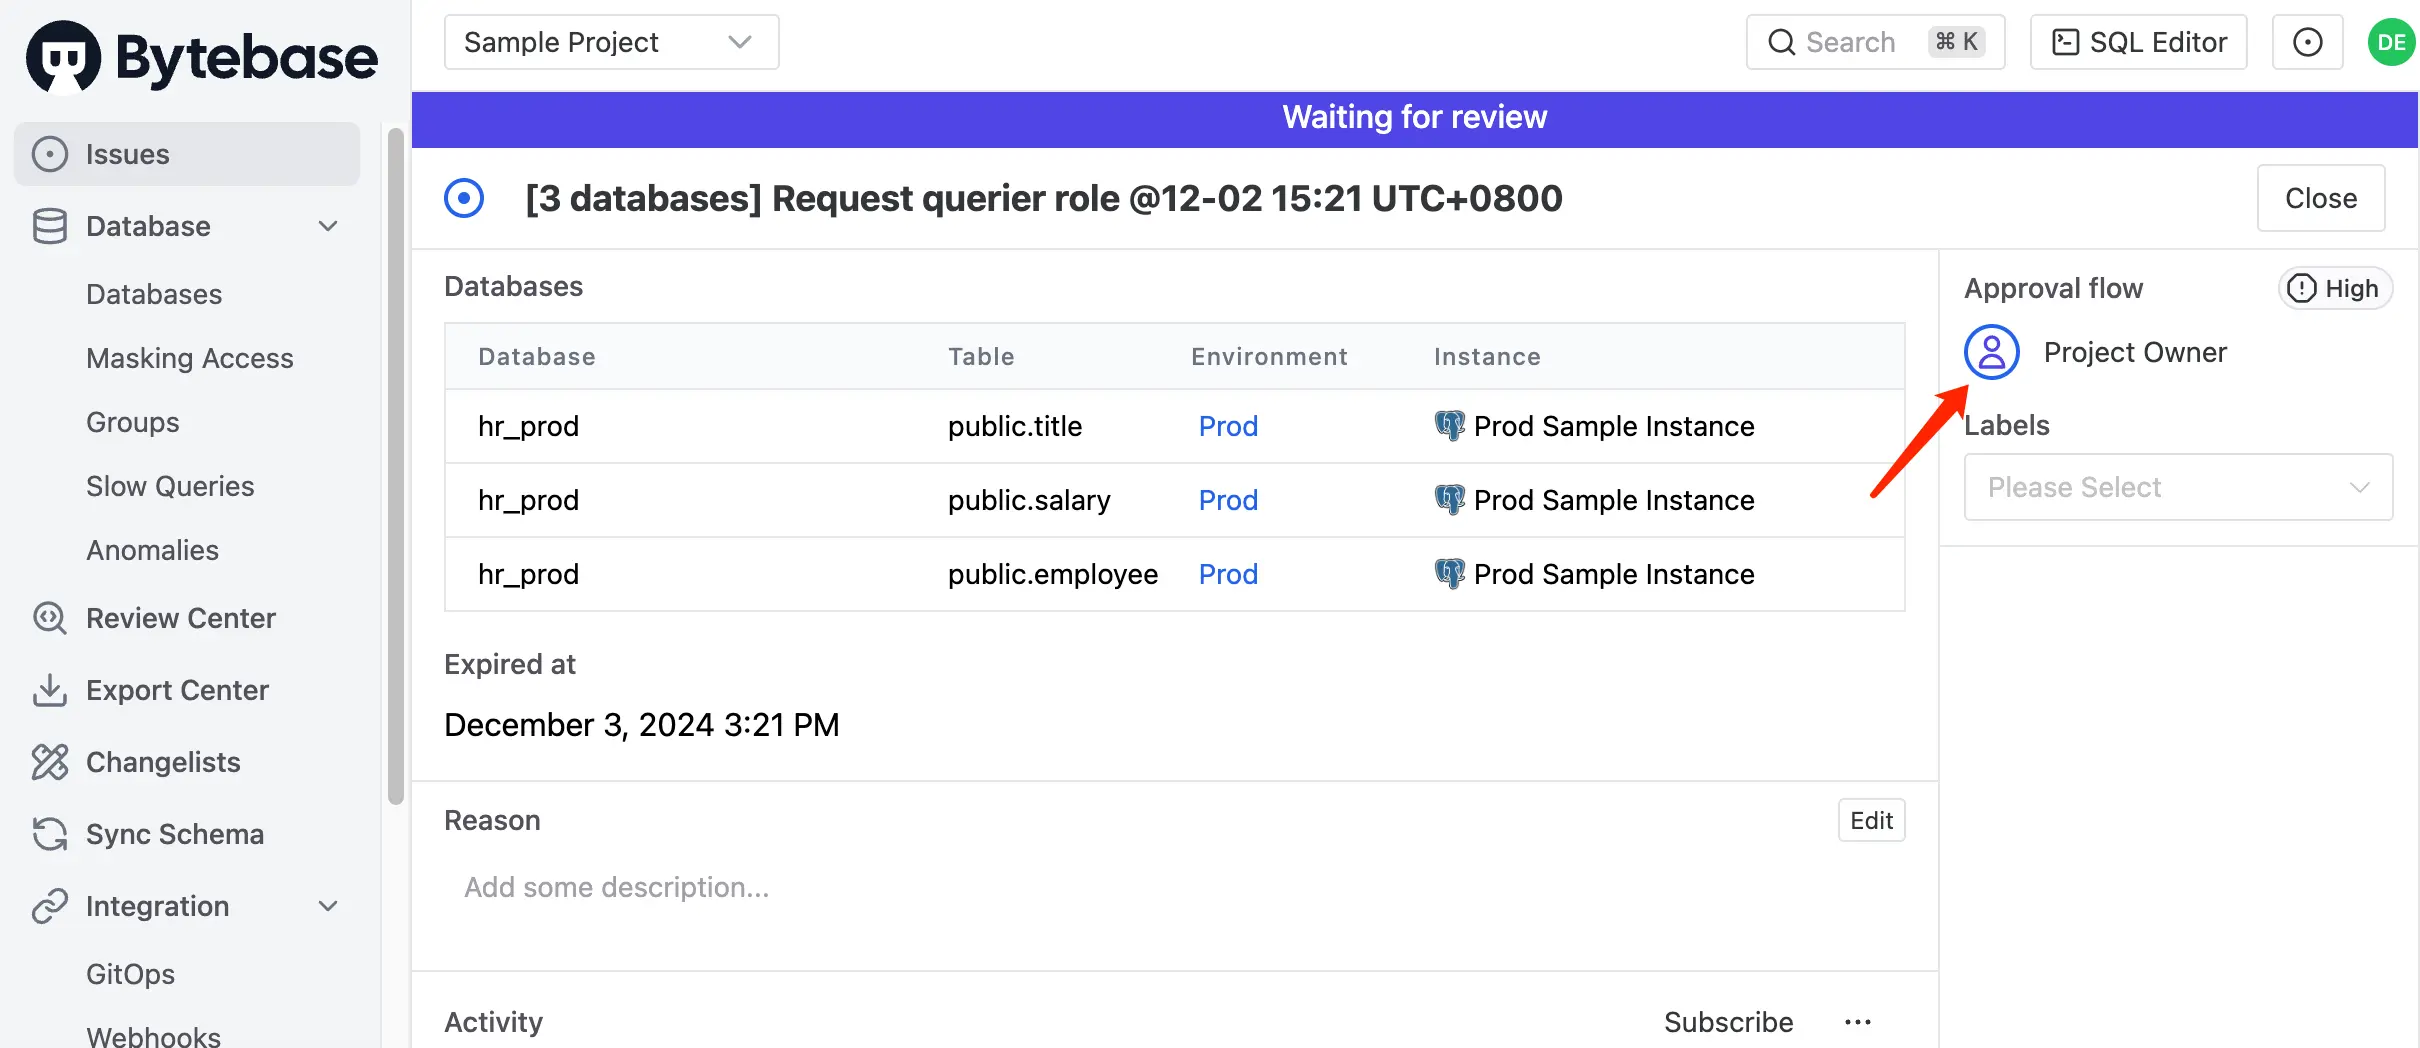 Bytebase
Sample Project
Search ⌘ K
SQL Editor
DE
Issues
Database
Databases
Masking Access
Groups
Slow Queries
Anomalies
Review Center
Export Center
Changelists
Sync Schema
Integration
GitOps
Webhooks
Waiting for review
[3 databases] Request querier role @12-02 15:21 UTC+0800
Close
Databases
Database Table Environment Instance
hr_prod public.title Prod Prod Sample Instance
hr_prod public.salary Prod Prod Sample Instance
hr_prod public.employee Prod Prod Sample Instance
Expired at
December 3, 2024 3:21 PM
Reason
Edit
Add some description...
Activity
Subscribe ···
Approval flow
High
Project Owner
Labels
Please Select